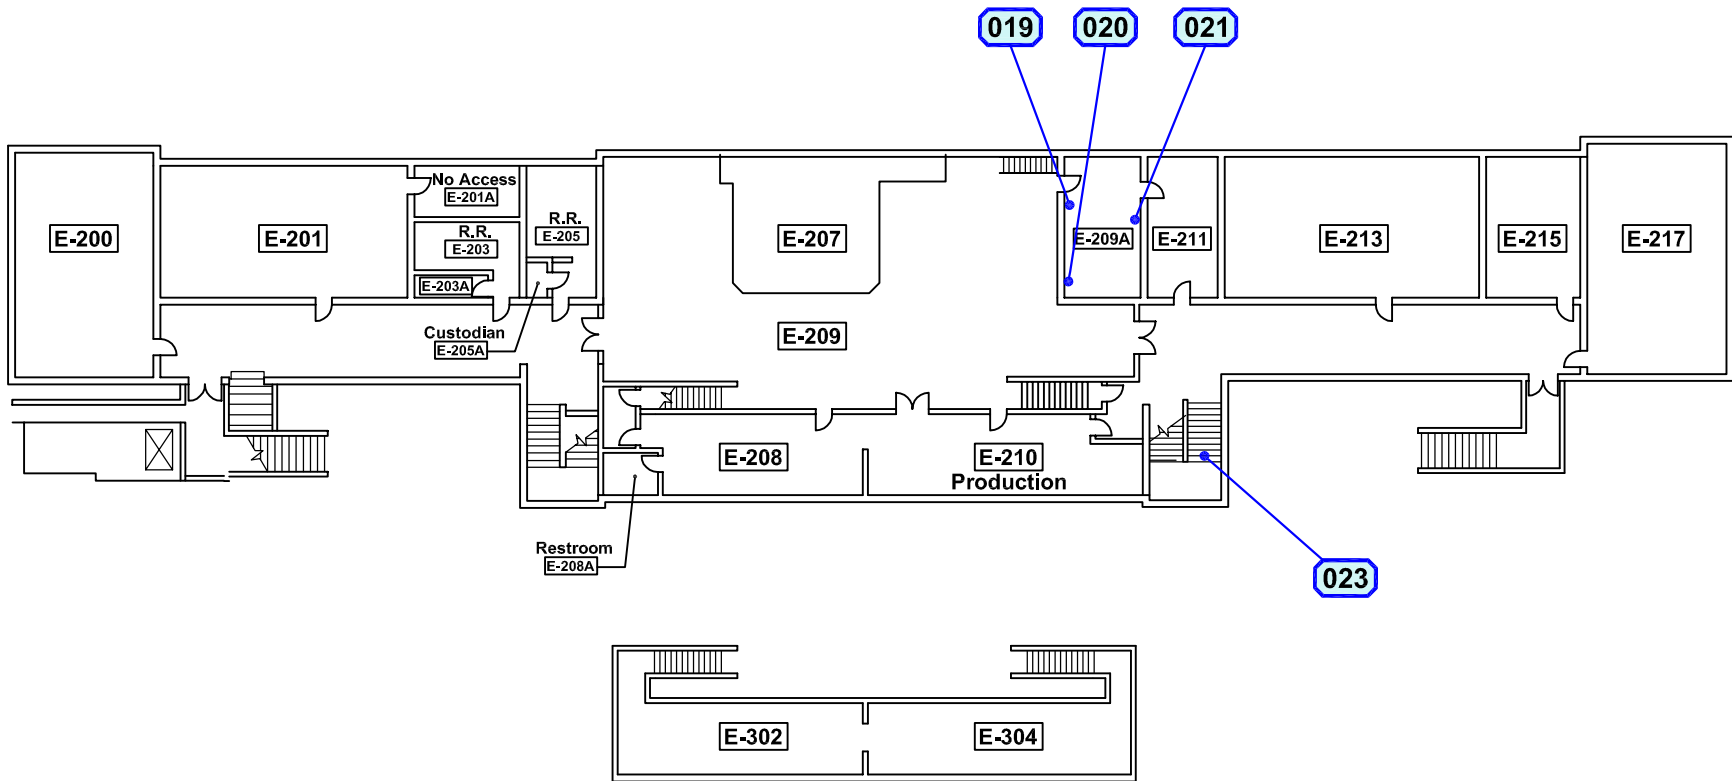 019
020
021
No Access
E-201A
R.R.
E-205
R.R.
E-203
E-200
E-201
E-207
E-209A
E-211
E-213
E-215
E-217
E-203A
Custodian
E-205A
E-209
E-208
E-210
Production
Restroom
E-208A
023
E-302
E-304